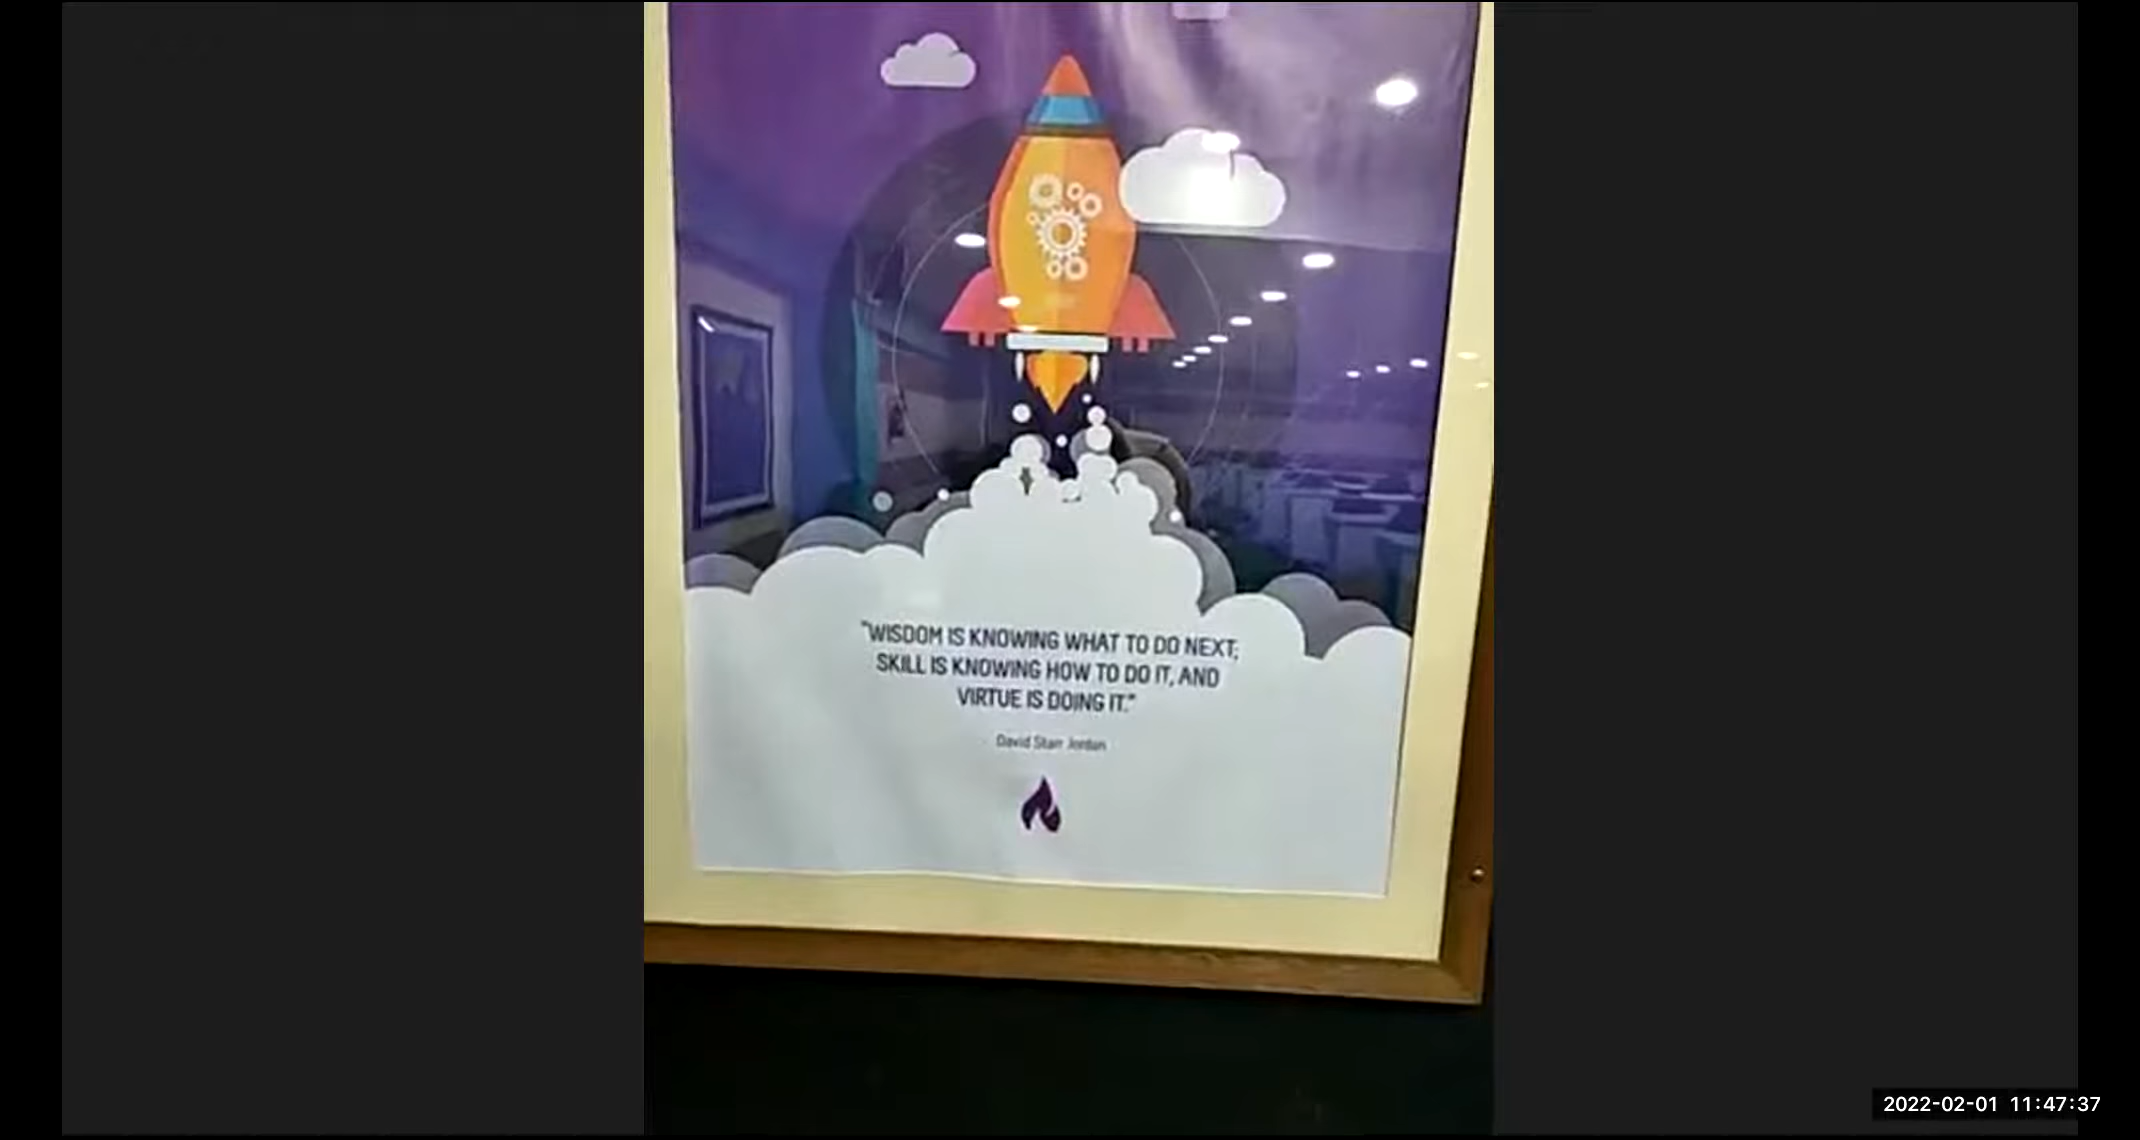 "WISDOM IS KNOWING WHAT TO DO NEXT;
SKILL IS KNOWING HOW TO DO IT, AND
VIRTUE IS DOING IT."
David Starr Jordan
2022-02-01 11:47:37